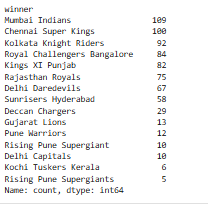 winner
Mumbai Indians 109
Chennai Super Kings 100
Kolkata Knight Riders 92
Royal Challengers Bangalore 84
Kings XI Punjab 82
Rajasthan Royals 75
Delhi Daredevils 67
Sunrisers Hyderabad 58
Deccan Chargers 29
Gujarat Lions 13
Pune Warriors 12
Rising Pune Supergiant 10
Delhi Capitals 10
Kochi Tuskers Kerala 6
Rising Pune Supergiants 5
Name: count, dtype: int64